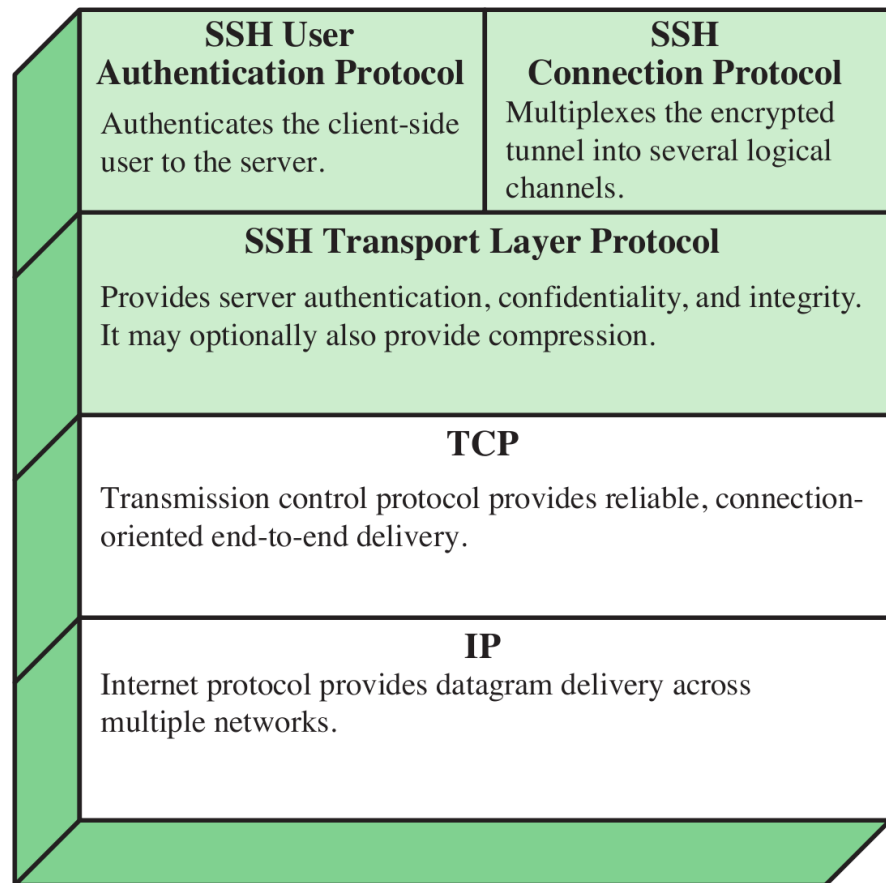 SSH User
Authentication Protocol
Authenticates the client-side
user to the server.
SSH
Connection Protocol
Multiplexes the encrypted
tunnel into several logical
channels.
SSH Transport Layer Protocol
Provides server authentication, confidentiality, and integrity.
It may optionally also provide compression.
TCP
Transmission control protocol provides reliable, connection-
oriented end-to-end delivery.
IP
Internet protocol provides datagram delivery across
multiple networks.